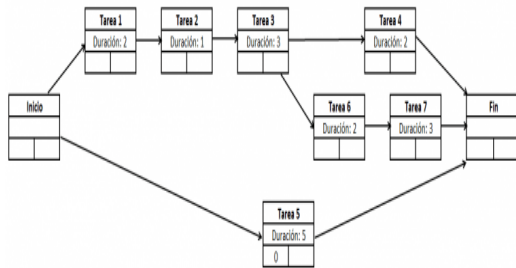 Tarea 1
Duración: 2
Tarea 2
Duración: 1
Tarea 3
Duración: 3
Tarea 4
Duración: 2
Inicio
Tarea 6
Duración: 2
Tarea 7
Duración: 3
Fin
Tarea 5
Duración: 5
0